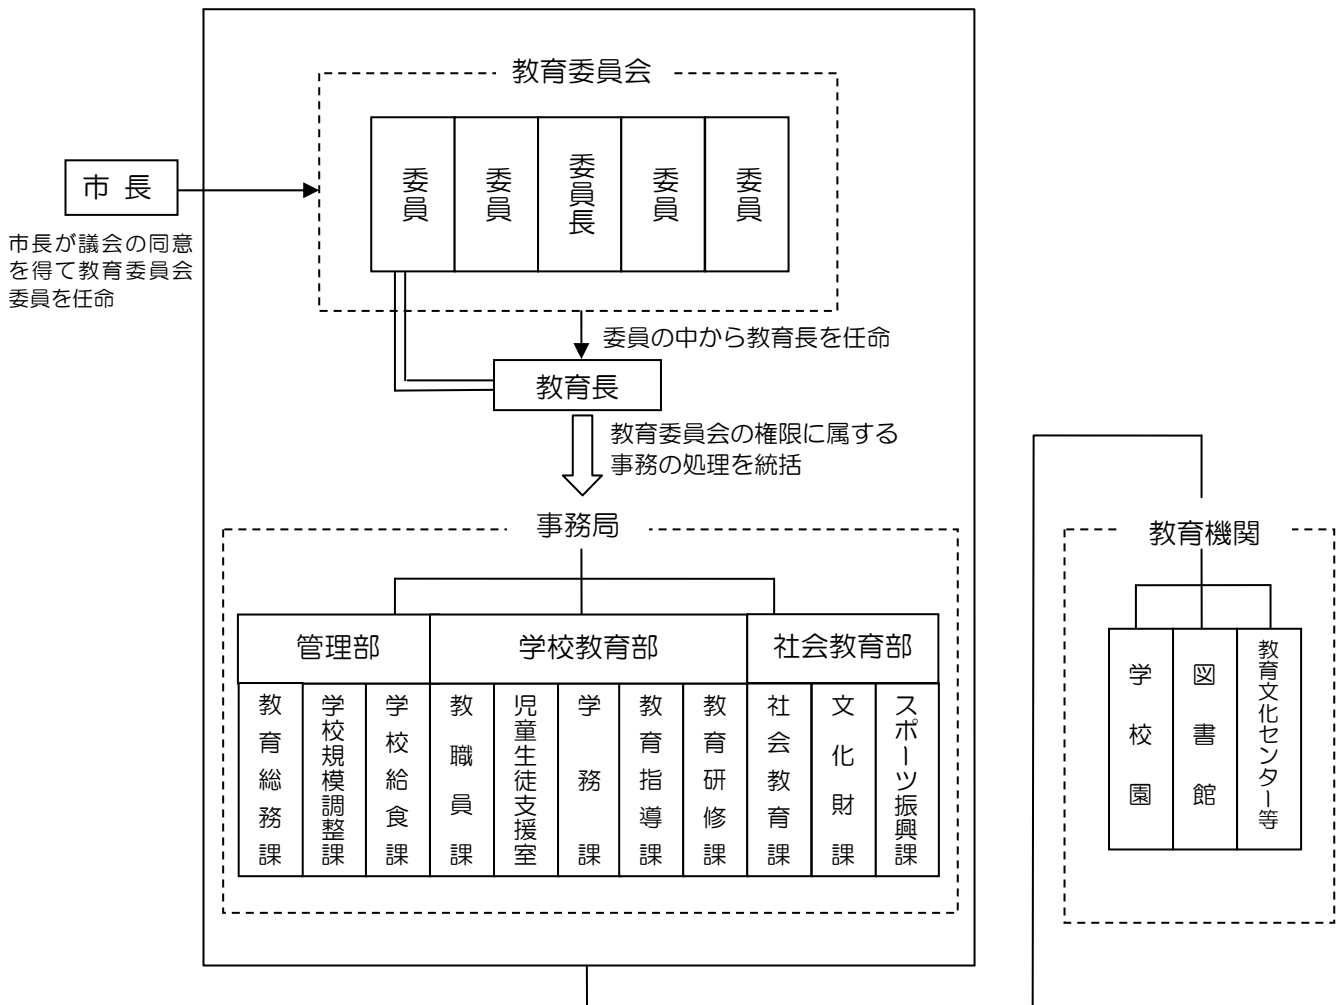 教育委員会
委員
委員
委員長
委員
委員
市 長
市長が議会の同意
を得て教育委員会
委員を任命
委員の中から教育長を任命
教育長
教育委員会の権限に属する
事務の処理を統括
事務局
管理部
学校教育部
社会教育部
教育総務課
学校規模調整課
学校給食課
教職員課
児童生徒支援室
学務課
教育指導課
教育研修課
社会教育課
文化財課
スポーツ振興課
教育機関
学校園
図書館
教育文化センター等